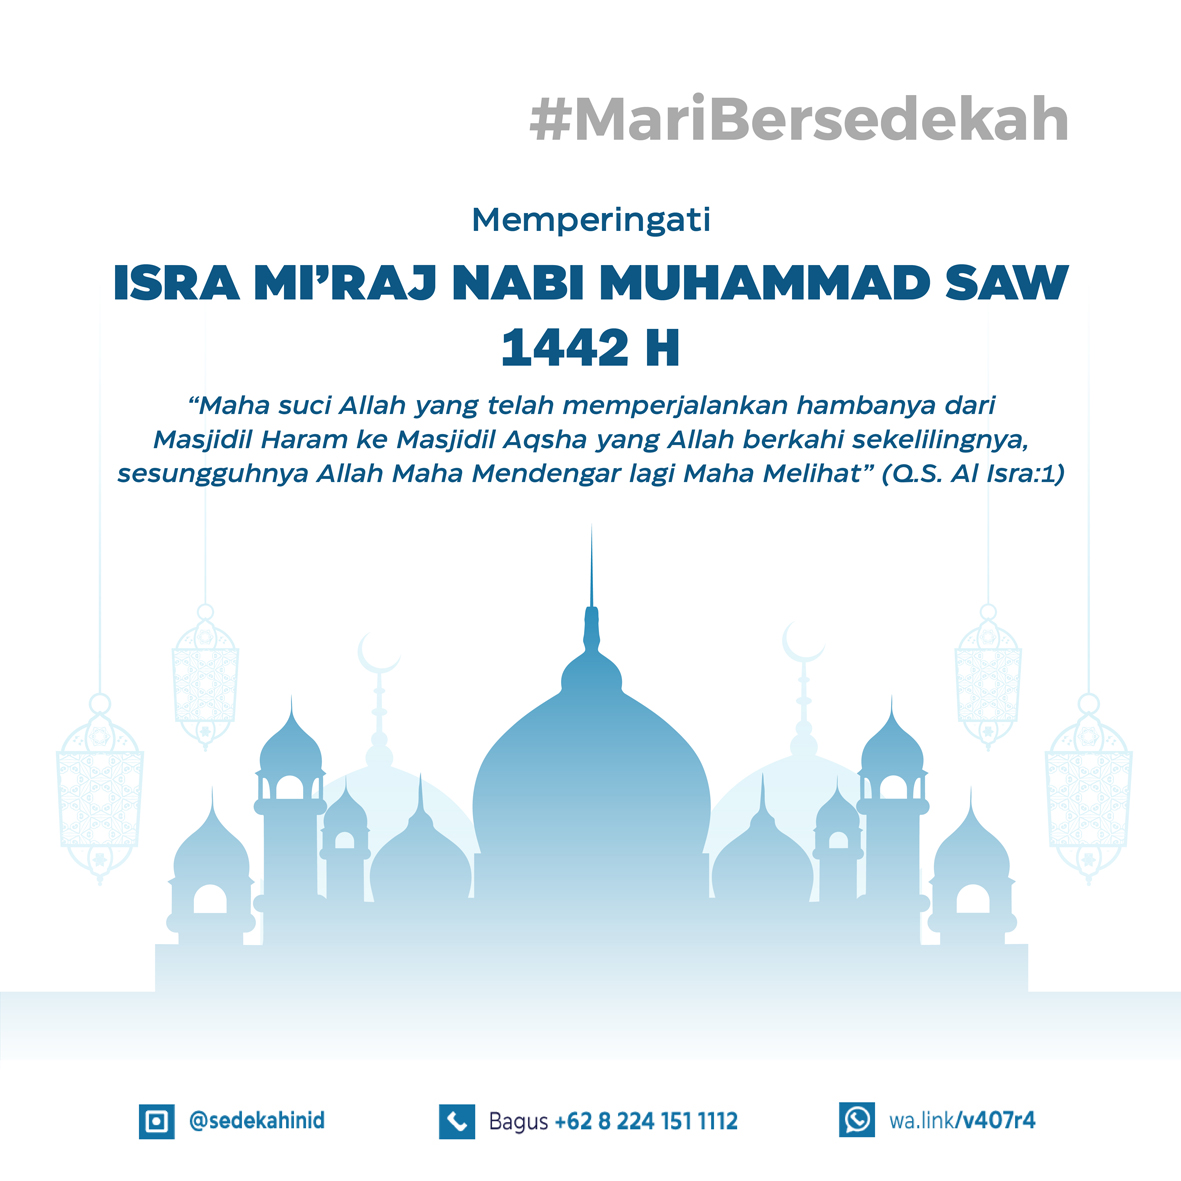 #MariBersedekah
Memperingati
ISRA MI’RAJ NABI MUHAMMAD SAW
1442 H
“Maha suci Allah yang telah memperjalankan hambanya dari
Masjidil Haram ke Masjidil Aqsha yang Allah berkahi sekelilingnya,
sesungguhnya Allah Maha Mendengar lagi Maha Melihat” (Q.S. Al Isra:1)
@sedekahinid
Bagus +62 8 224 151 1112
wa.link/v407r4